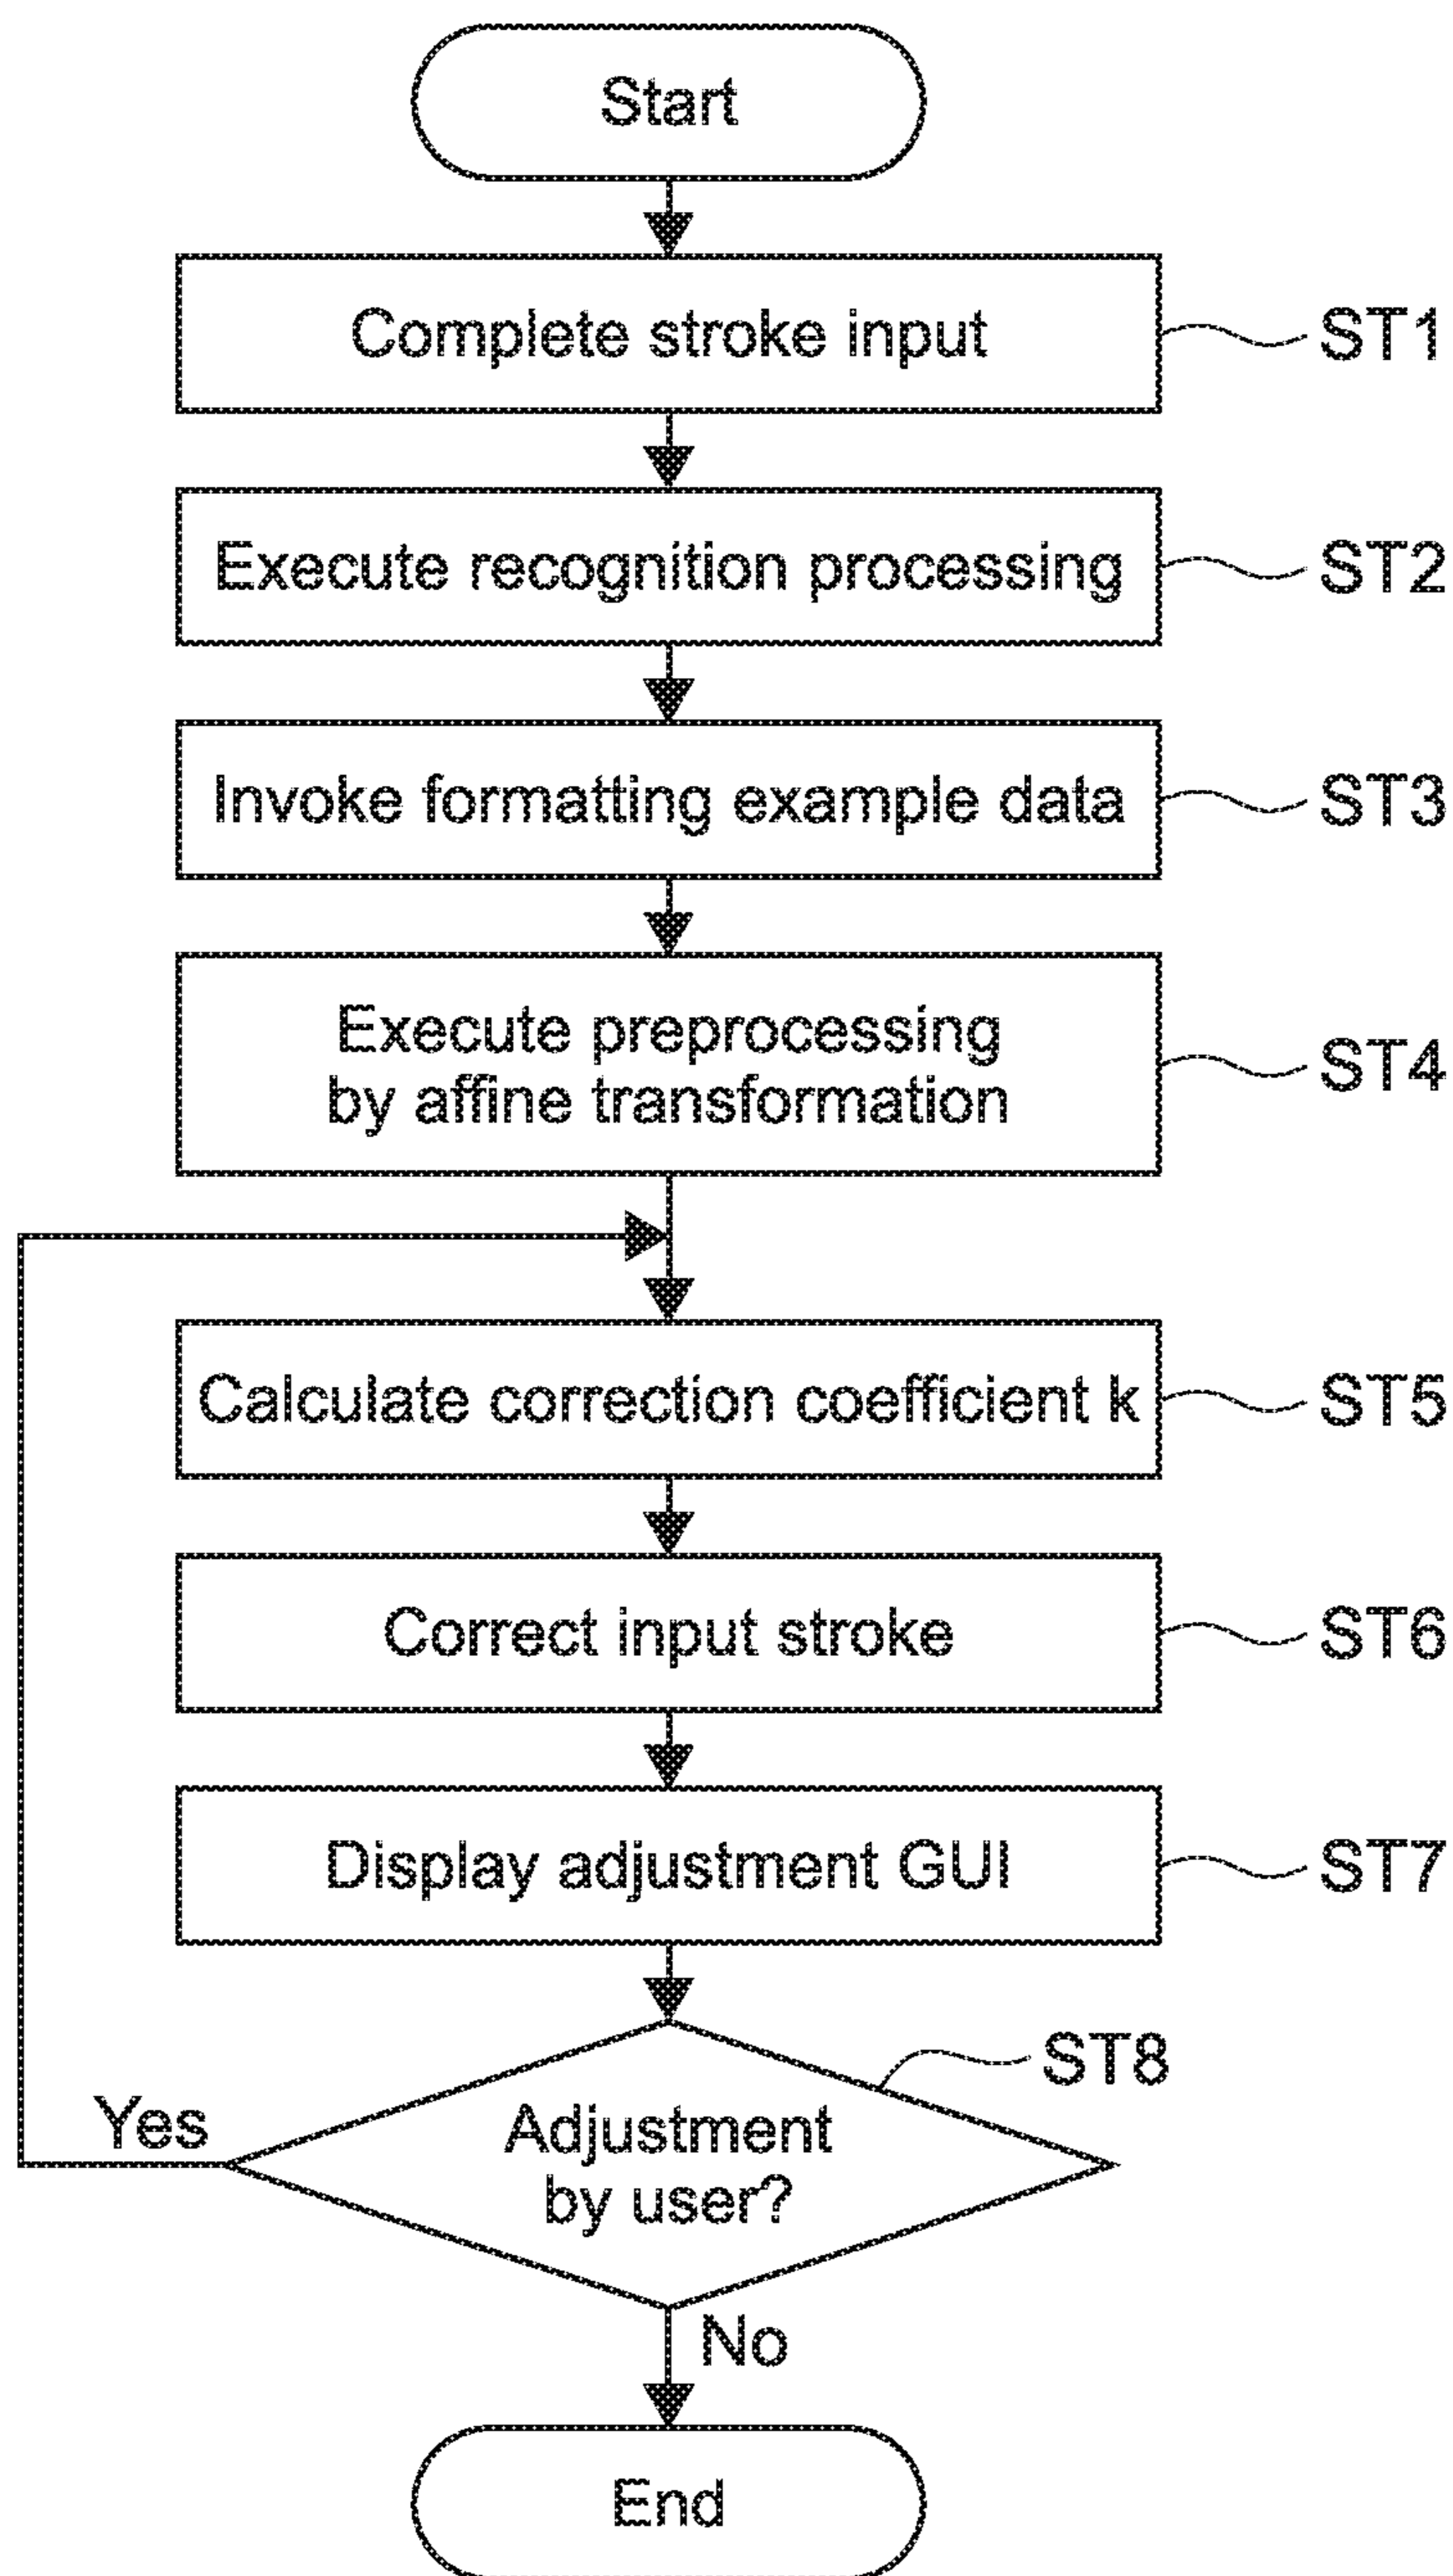 Start
Complete stroke input
ST1
Execute recognition processing
ST2
Invoke formatting example data
ST3
Execute preprocessing
by affine transformation
ST4
Calculate correction coefficient k
ST5
Correct input stroke
ST6
Display adjustment GUI
ST7
ST8
Yes
Adjustment
by user?
No
End